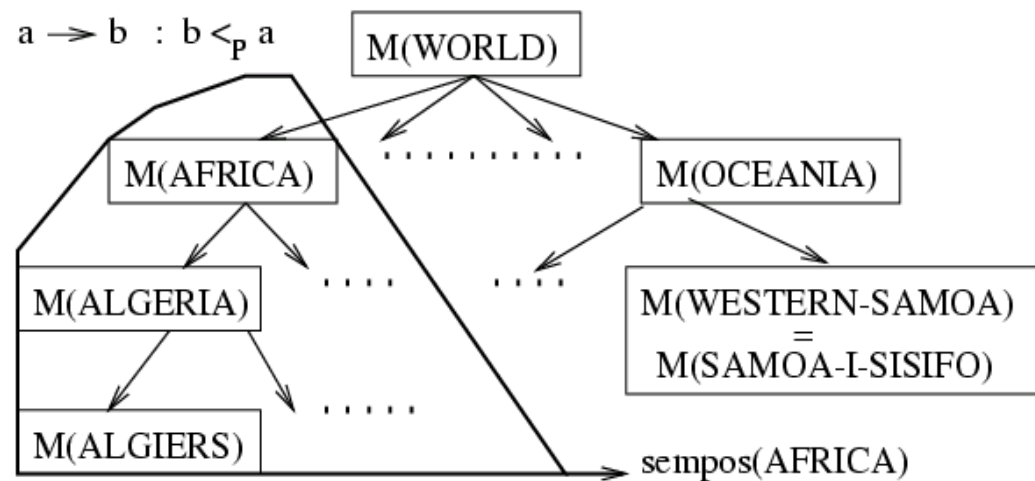 a → b : b <ₚ a
M(WORLD)
M(AFRICA)
M(OCEANIA)
M(ALGERIA)
M(WESTERN-SAMOA)
=
M(SAMOA-I-SISIFO)
M(ALGIERS)
sempos(AFRICA)